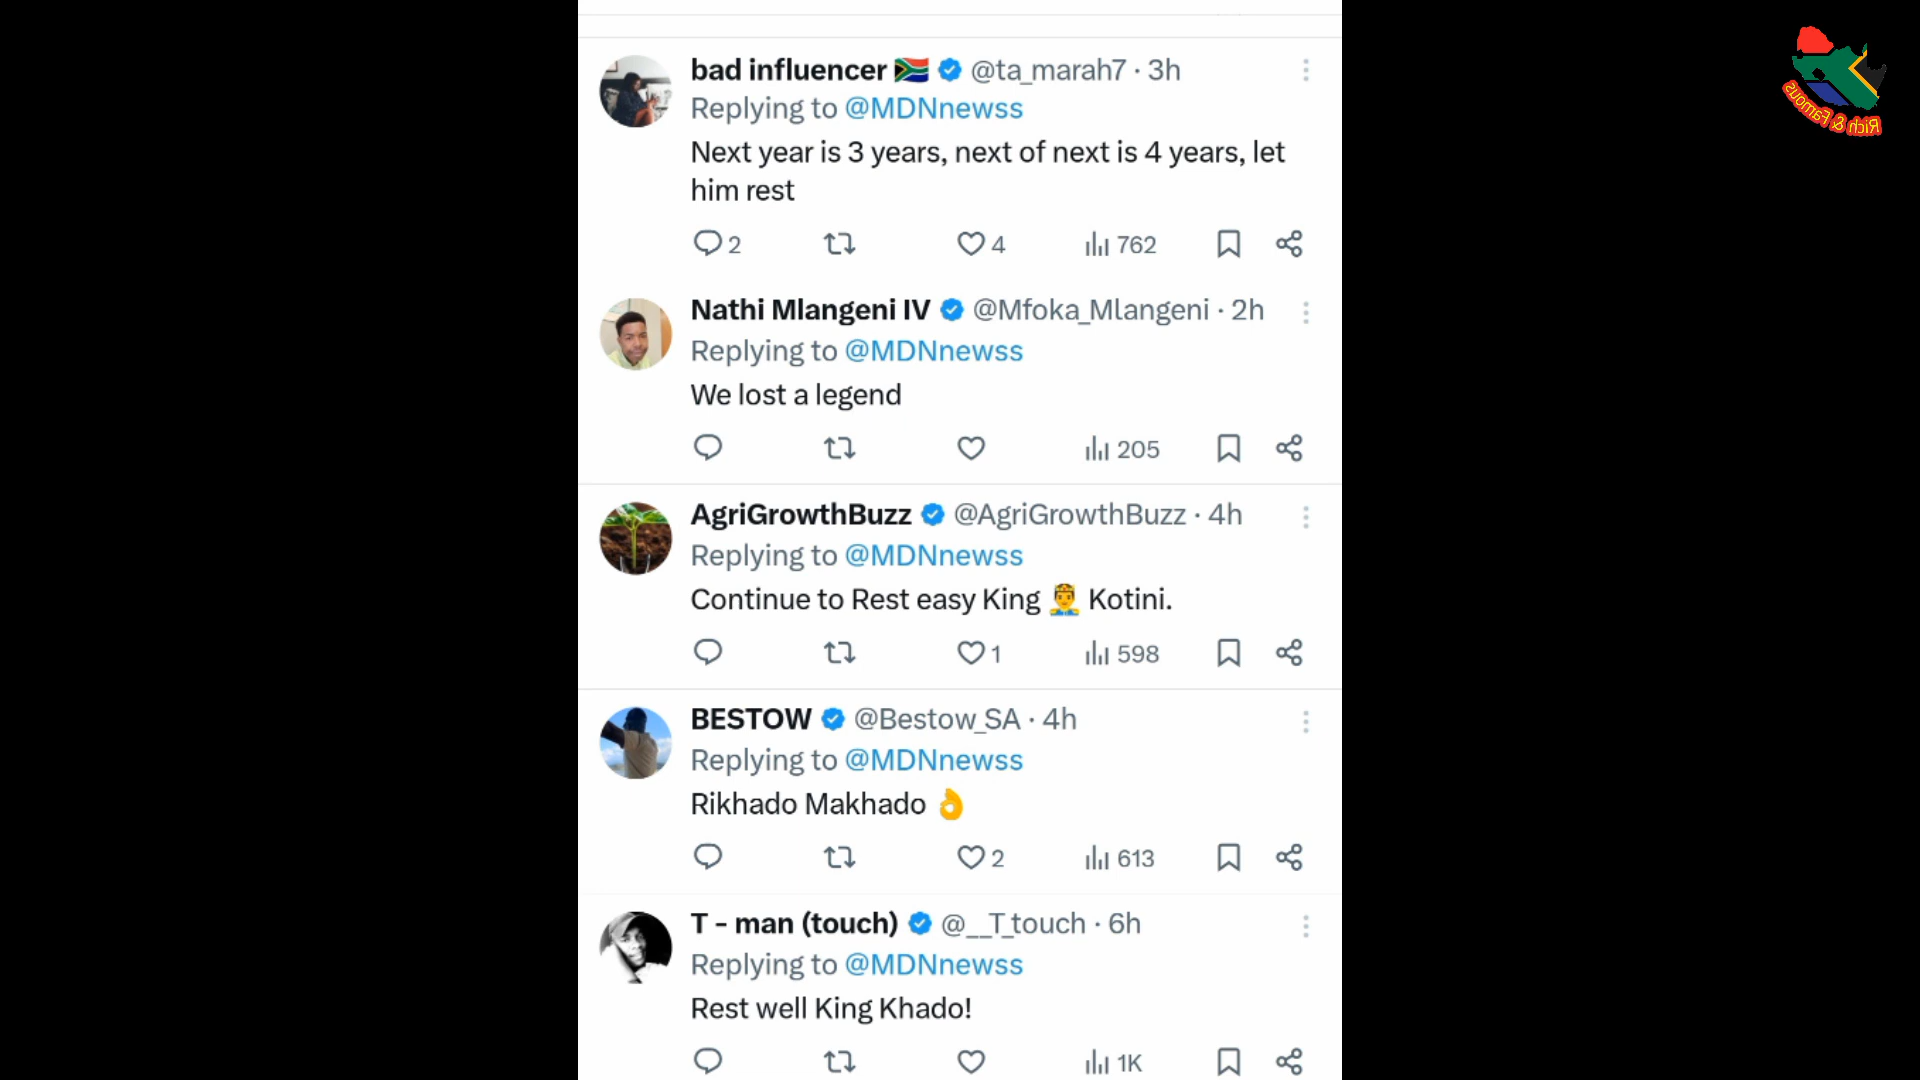 bad influencer 🇿🇦 @ta_marah7 · 3h
Replying to @MDNnewss
Next year is 3 years, next of next is 4 years, let
him rest
2 4 762
Nathi Mlangeni IV @Mfoka_Mlangeni · 2h
Replying to @MDNnewss
We lost a legend
205
AgriGrowthBuzz @AgriGrowthBuzz · 4h
Replying to @MDNnewss
Continue to Rest easy King 🤴 Kotini.
1 598
BESTOW @Bestow_SA · 4h
Replying to @MDNnewss
Rikhado Makhado 👌
2 613
T - man (touch) @__T_touch · 6h
Replying to @MDNnewss
Rest well King Khado!
1K
Rich & Famous